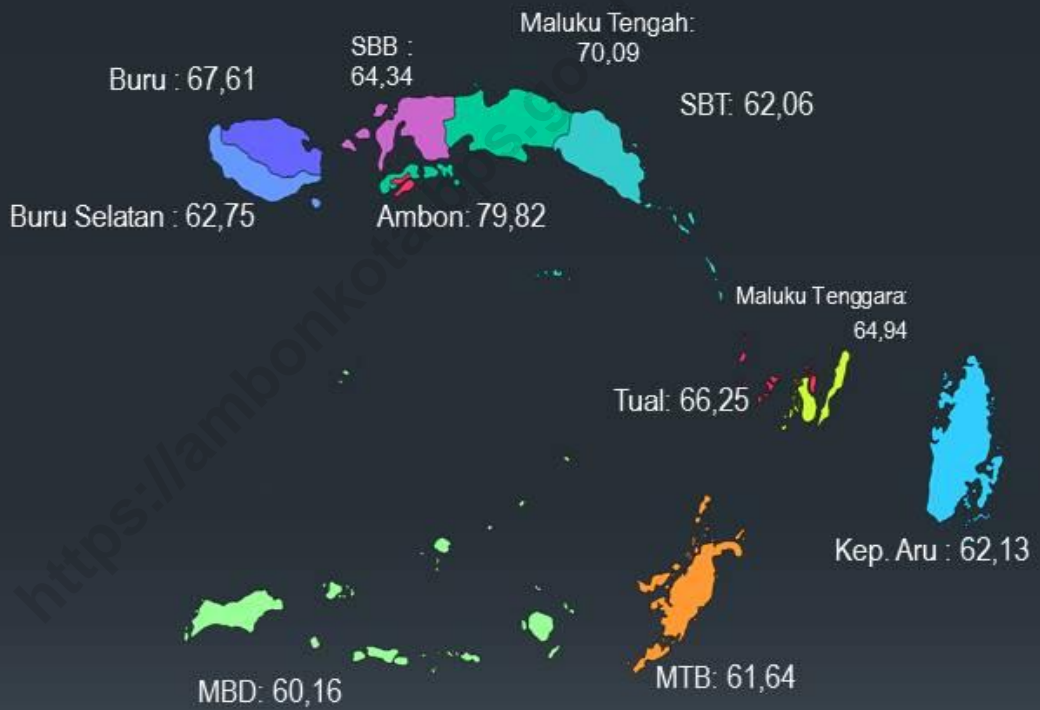 Maluku Tengah:
70,09
SBB :
64,34
Buru : 67,61
SBT: 62,06
Buru Selatan : 62,75
Ambon: 79,82
Maluku Tenggara:
64,94
Tual: 66,25
Kep. Aru : 62,13
MTB: 61,64
MBD: 60,16
https://ambonkota.bps.go